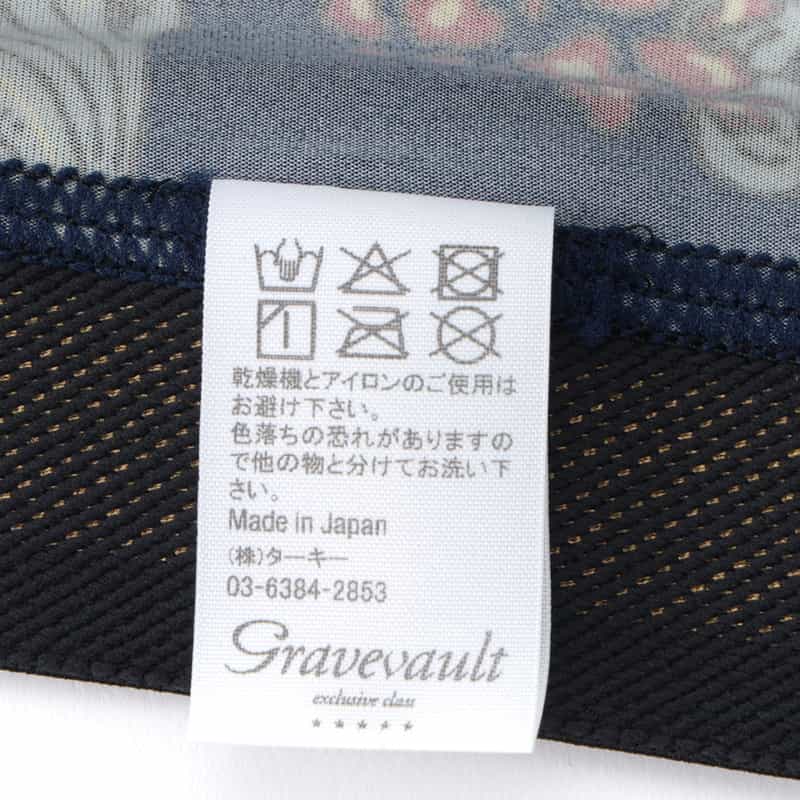 乾燥機とアイロンのご使用は
お避け下さい。
色落ちの恐れがありますの
で他の物と分けてお洗い下
さい。
Made in Japan
(株)ターキー
03-6384-2853
Gravevault
exclusive class
★★★★★